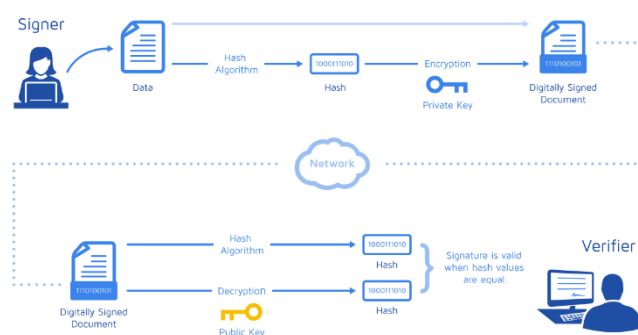 Signer
Hash
Algorithm
1000111010
Encryption
1110100101
Data
Hash
Private Key
Digitally Signed
Document
Network
Hash
Algorithm
1000111010
Hash
Signature is valid
when hash values
are equal.
Verifier
1110100101
Decryption
1000111010
Hash
Digitally Signed
Document
Public Key